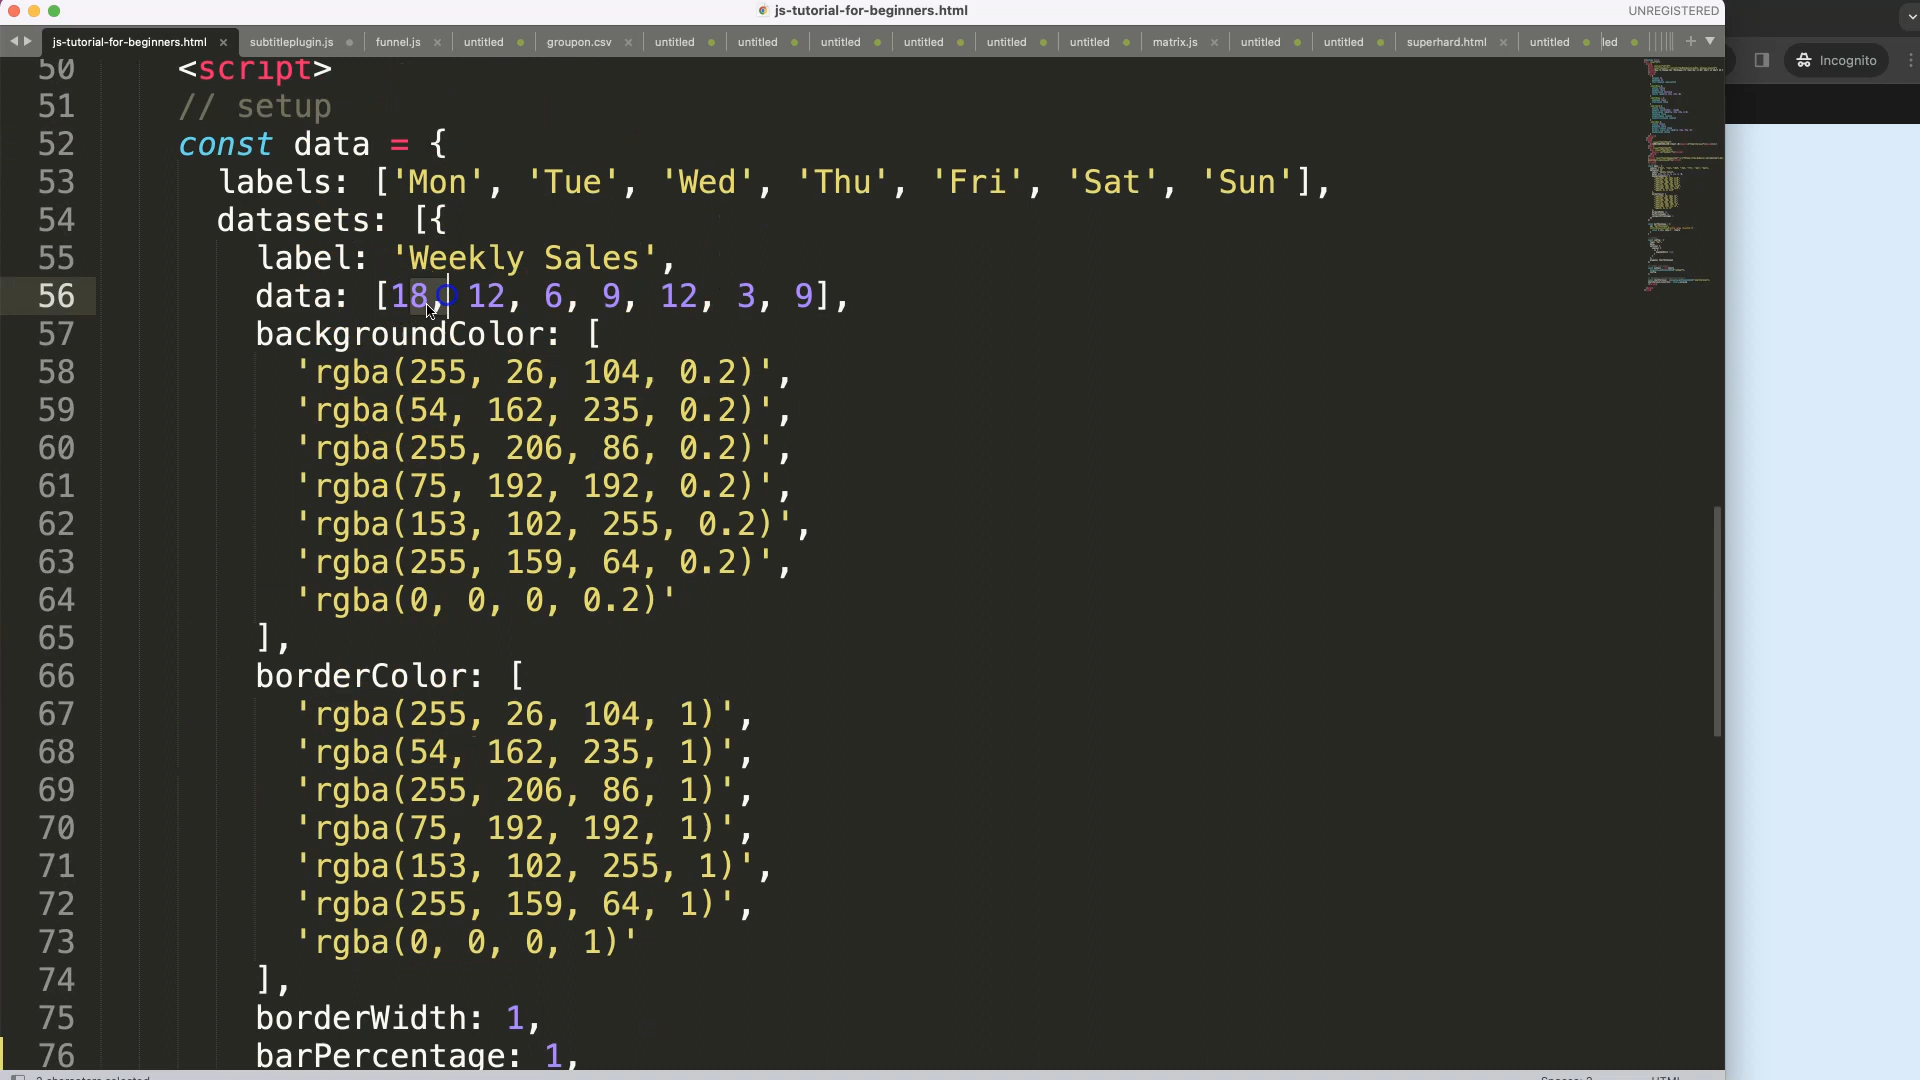 js-tutorial-for-beginners.html
UNREGISTERED
js-tutorial-for-beginners.html subtitleplugin.js funnel.js untitled groupon.csv untitled untitled untitled untitled untitled untitled matrix.js untitled untitled superhard.html untitled led
Incognito
50 <script>
51 // setup
52 const data = {
53 labels: ['Mon', 'Tue', 'Wed', 'Thu', 'Fri', 'Sat', 'Sun'],
54 datasets: [{
55 label: 'Weekly Sales',
56 data: [18, 12, 6, 9, 12, 3, 9],
57 backgroundColor: [
58 'rgba(255, 26, 104, 0.2)',
59 'rgba(54, 162, 235, 0.2)',
60 'rgba(255, 206, 86, 0.2)',
61 'rgba(75, 192, 192, 0.2)',
62 'rgba(153, 102, 255, 0.2)',
63 'rgba(255, 159, 64, 0.2)',
64 'rgba(0, 0, 0, 0.2)'
65 ],
66 borderColor: [
67 'rgba(255, 26, 104, 1)',
68 'rgba(54, 162, 235, 1)',
69 'rgba(255, 206, 86, 1)',
70 'rgba(75, 192, 192, 1)',
71 'rgba(153, 102, 255, 1)',
72 'rgba(255, 159, 64, 1)',
73 'rgba(0, 0, 0, 1)'
74 ],
75 borderWidth: 1,
76 barPercentage: 1,